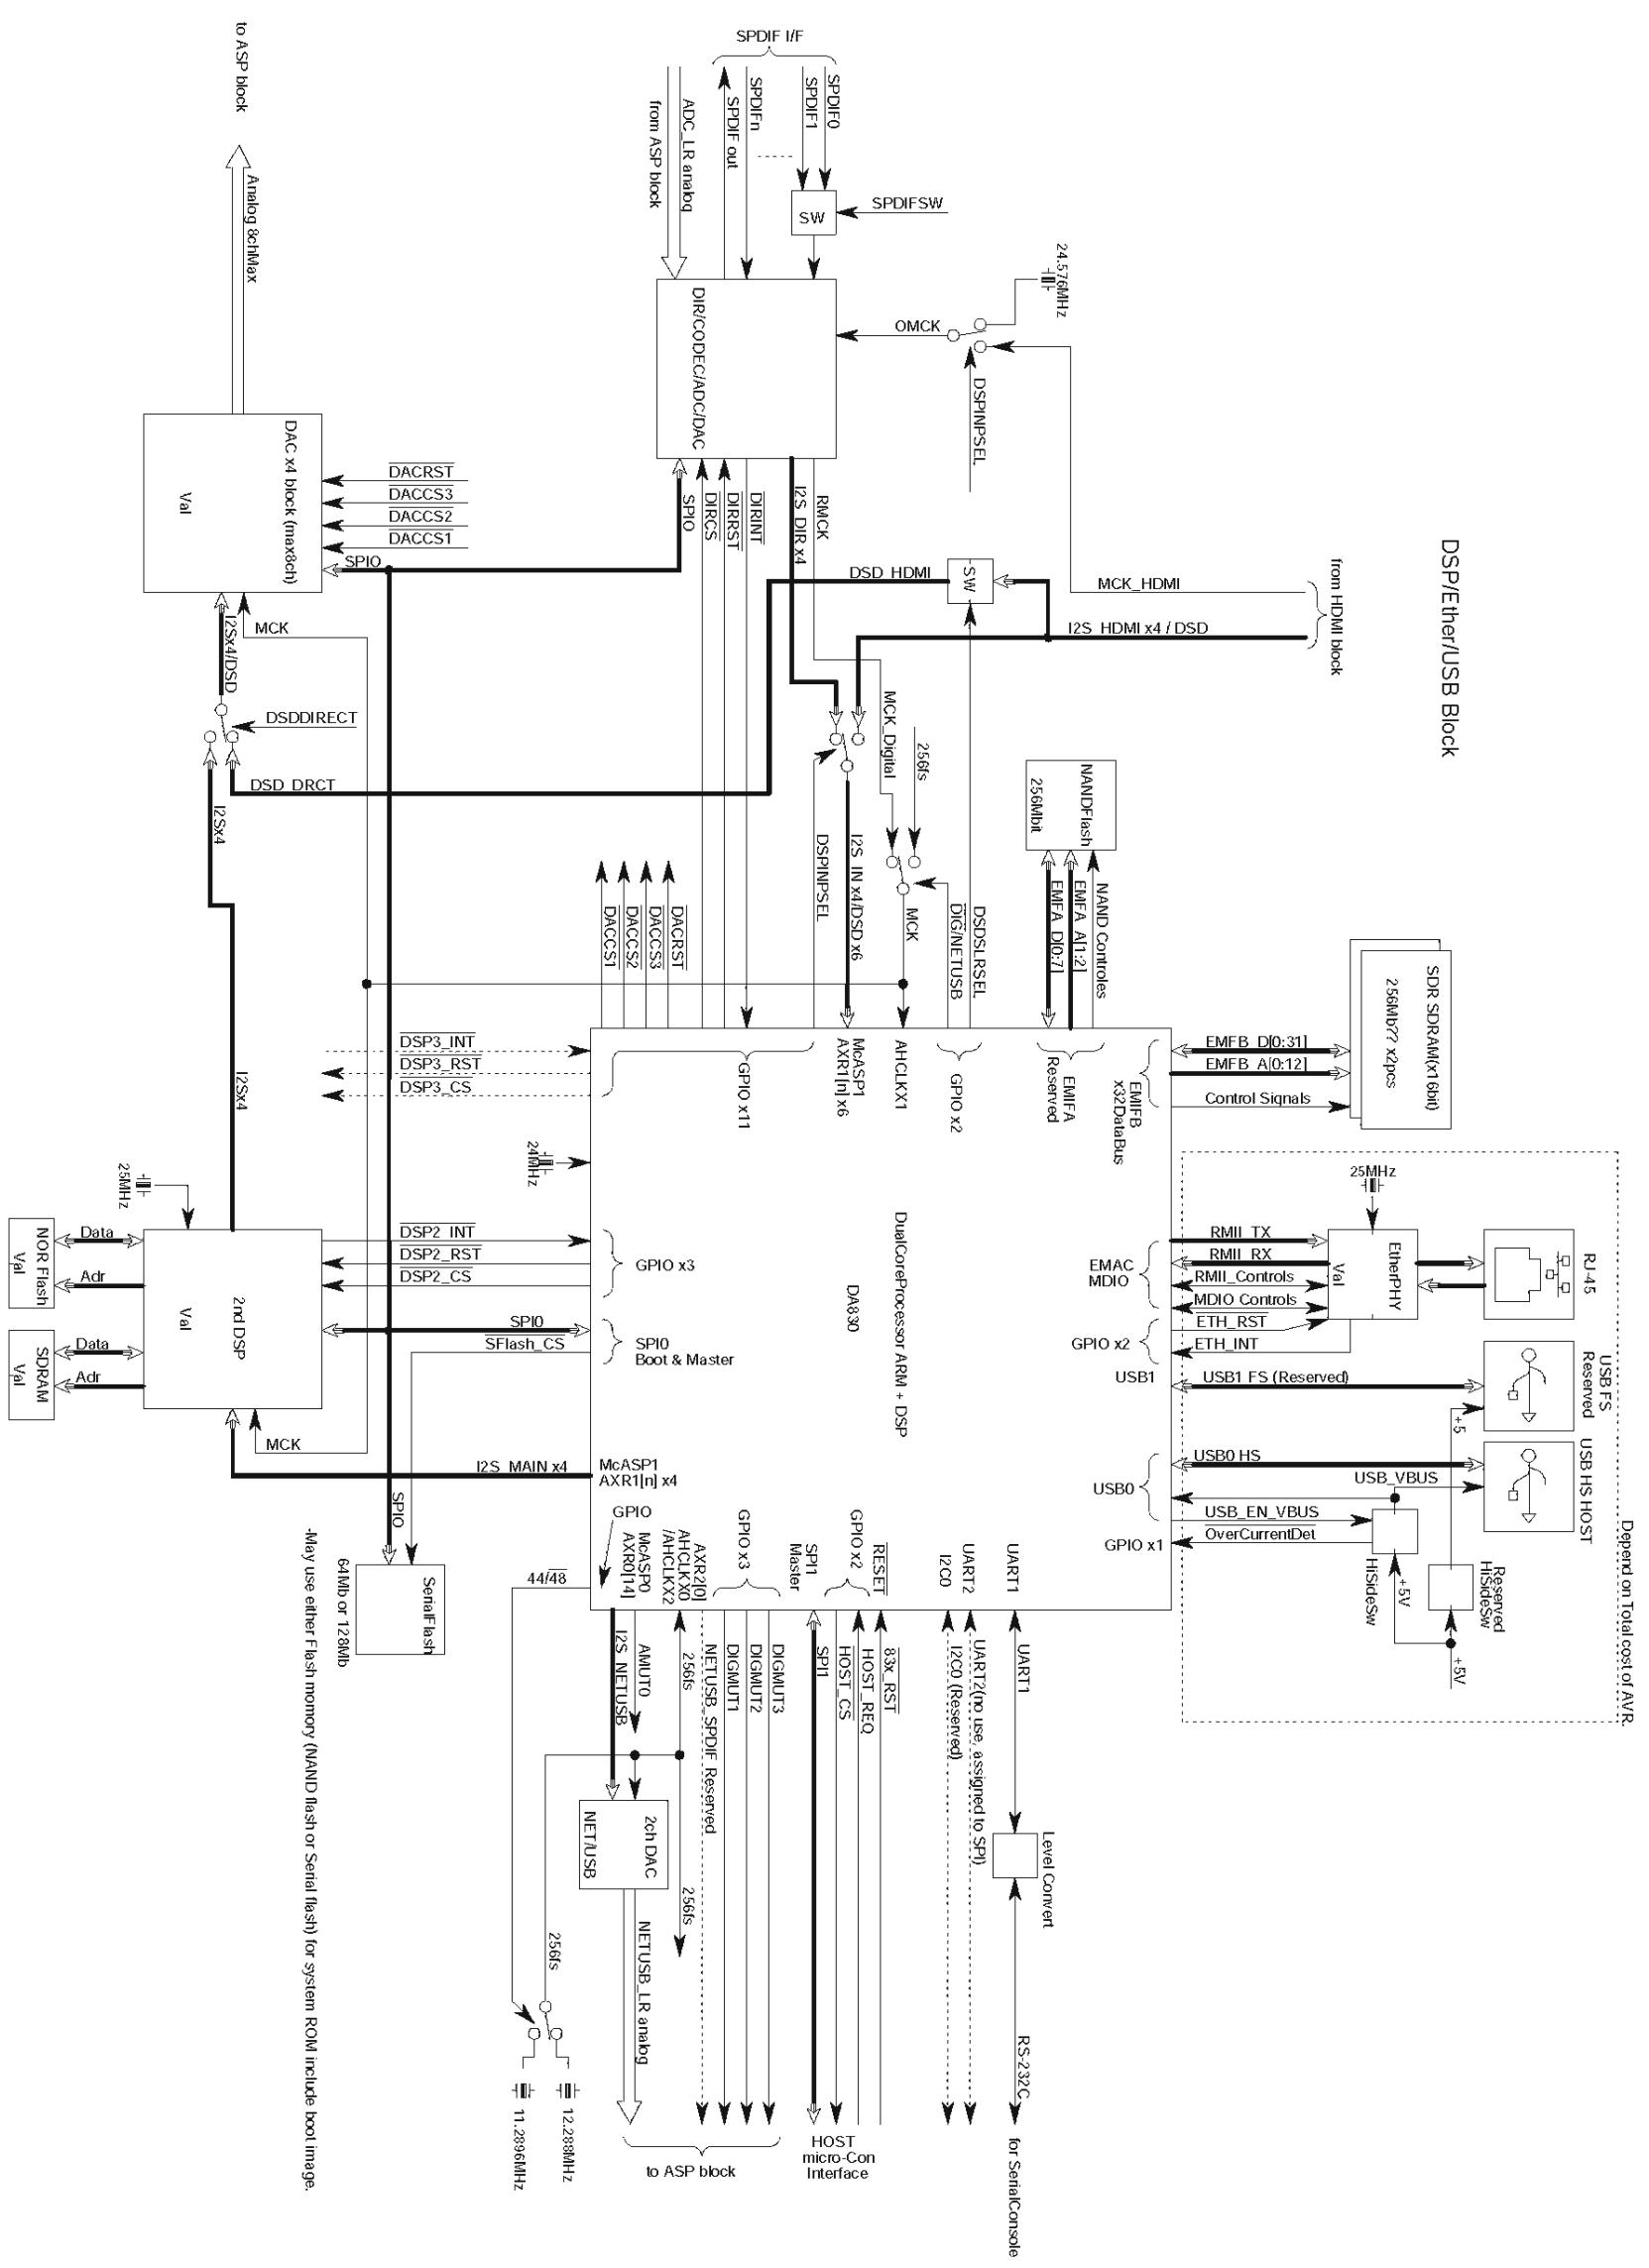 DSP/Ether/USB Block
to ASP block
Analog 8chMax
SPDIF I/F
SPDIF0
SPDIF1
SPDIFn
SPDIF out
ADC_LR analog
from ASP block
SW
SPDIFSW
24.576MHz
OMCK
DSPINPSEL
DIR/CODEC/ADC/DAC
DAC x4 block (max8ch)
Val
DACRST
DACCS3
DACCS2
DACCS1
SPIO
SPIO
DIRCS
DIRRST
DIRINT
I2S_DIR x4
RMCK
DSD_HDMI
SW
MCK_HDMI
I2S_HDMI x4 / DSD
from HDMI block
MCK
I2Sx4/DSD
DSDDIRECT
DSD_DRCT
I2Sx4
MCK_Digital
256fs
DSPINPSEL
I2S_IN x4/DSD x6
MCK
DIG/NETUSB
DSDSLRSEL
NANDFlash
256Mbit
EMFA_D[0:7]
EMFA_A[1:2]
NAND Controles
DACCS1
DACCS2
DACCS3
DACRST
SDR SDRAM(x16bit)
256Mb?? x2pcs
EMFB_D[0:31]
EMFB_A[0:12]
Control Signals
DSP3_INT
DSP3_RST
DSP3_CS
GPIO x11
McASP1
AXR1[n] x6
AHCLKX1
GPIO x2
EMIFA
Reserved
EMIFB
x32DataBus
24MHz
I2Sx4
25MHz
NOR Flash
Val
Data
Adr
SDRAM
Val
Data
Adr
2nd DSP
Val
DSP2_INT
DSP2_RST
DSP2_CS
GPIO x3
SPI0
SFlash_CS
SPI0
Boot & Master
MCK
I2S_MAIN x4
McASP1
AXR1[n] x4
DualCoreProcessor ARM + DSP
DA830
25MHz
RMII_TX
RMII_RX
RMII_Controls
MDIO Controls
ETH_RST
ETH_INT
EMAC
MDIO
GPIO x2
EtherPHY
Val
RJ-45
USB1
USB1 FS (Reserved)
USB FS
Reserved
+5
USB0 HS
USB_VBUS
USB HS HOST
USB0
USB_EN_VBUS
OverCurrentDet
GPIO x1
HiSideSw
+5V
Reserved
HiSideSw
+5V
Depend on Total cost of AVR.
SPIO
SerialFlash
64Mb or 128Mb
-May use either Flash momory (NAND flash or Serial flash) for system ROM include boot image.
GPIO
44/48
McASP0
AXR0[14]
AHCLKX0
/AHCLKX2
AXR2[0]
GPIO x3
SPI1
Master
GPIO x2
RESET
I2C0
UART2
UART1
I2S_NETUSB
AMUT0
256fs
NETUSB_SPDIF_Reserved
DIGMUT1
DIGMUT2
DIGMUT3
SPI1
HOST_CS
HOST_REQ
83x_RST
I2C0 (Reserved)
UART2(no use, assigned to SPI)
UART1
Level Convert
2ch DAC
NET/USB
256fs
256fs
NETUSB_LR analog
11.2896MHz
12.288MHz
to ASP block
HOST
micro-Con
Interface
RS-232C
for SerialConsole